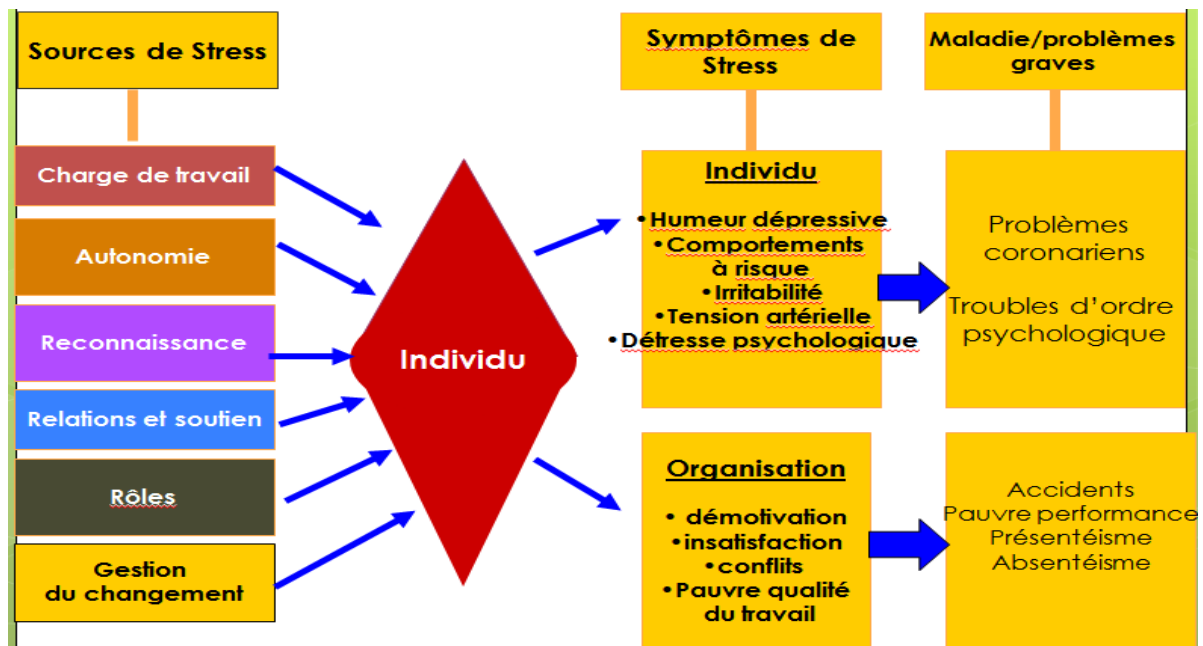 Sources de Stress
Charge de travail
Autonomie
Reconnaissance
Relations et soutien
Rôles
Gestion
du changement
Individu
Symptômes de
Stress
Individu
•Humeur dépressive
•Comportements
à risque
•Irritabilité
•Tension artérielle
•Détresse psychologique
Organisation
• démotivation
•insatisfaction
•conflits
•Pauvre qualité
du travail
Maladie/problèmes
graves
Problèmes
coronariens
Troubles d’ordre
psychologique
Accidents
Pauvre performance
Présentéisme
Absentéisme